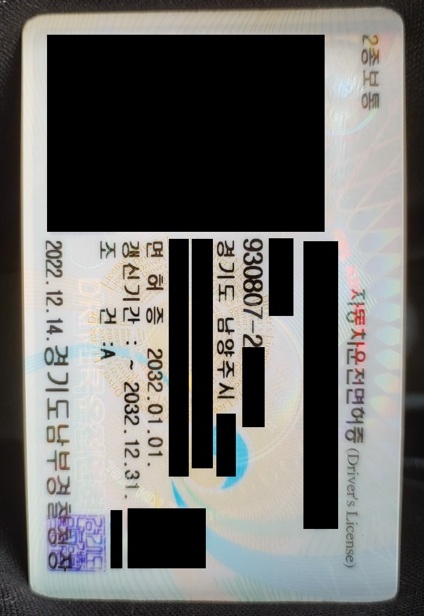 2종보통
자동차운전면허증 (Driver's License)
930807-2
경기도 남양주시
면 허 증 2032.01.01.
갱신기간 : ~ 2032.12.31.
조 건 :A
2022.12.14.경기도남부경찰청장